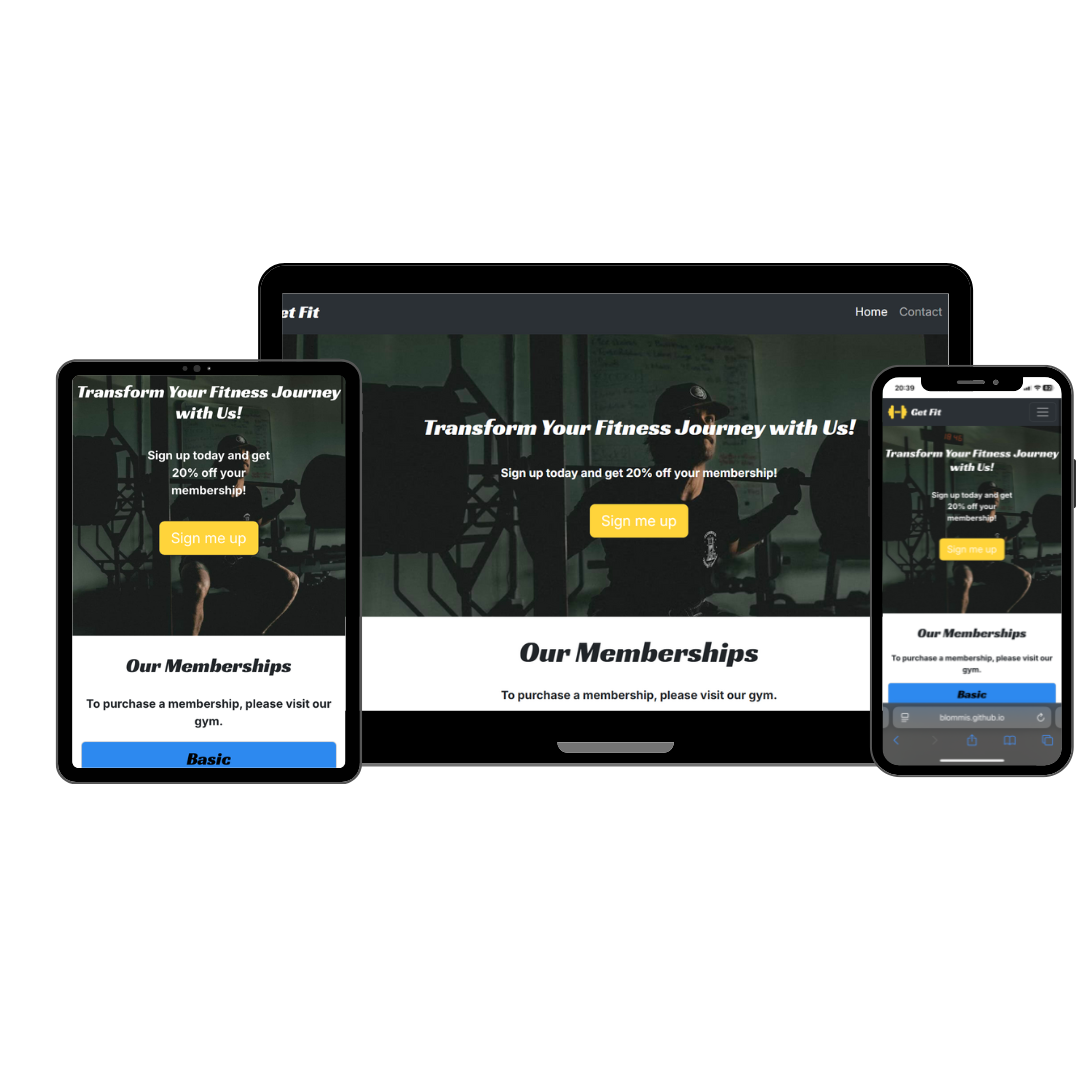 et Fit
Home Contact
Transform Your Fitness Journey with Us!
Sign up today and get 20% off your membership!
Sign me up
Our Memberships
To purchase a membership, please visit our gym.
Transform Your Fitness Journey
with Us!
Sign up today and get
20% off your
membership!
Sign me up
Our Memberships
To purchase a membership, please visit our
gym.
Basic
20:39
Get Fit
Transform Your Fitness Journey
with Us!
Sign up today and get
20% off your
membership!
Sign me up
Our Memberships
To purchase a membership, please visit our
gym.
Basic
blommis.github.io